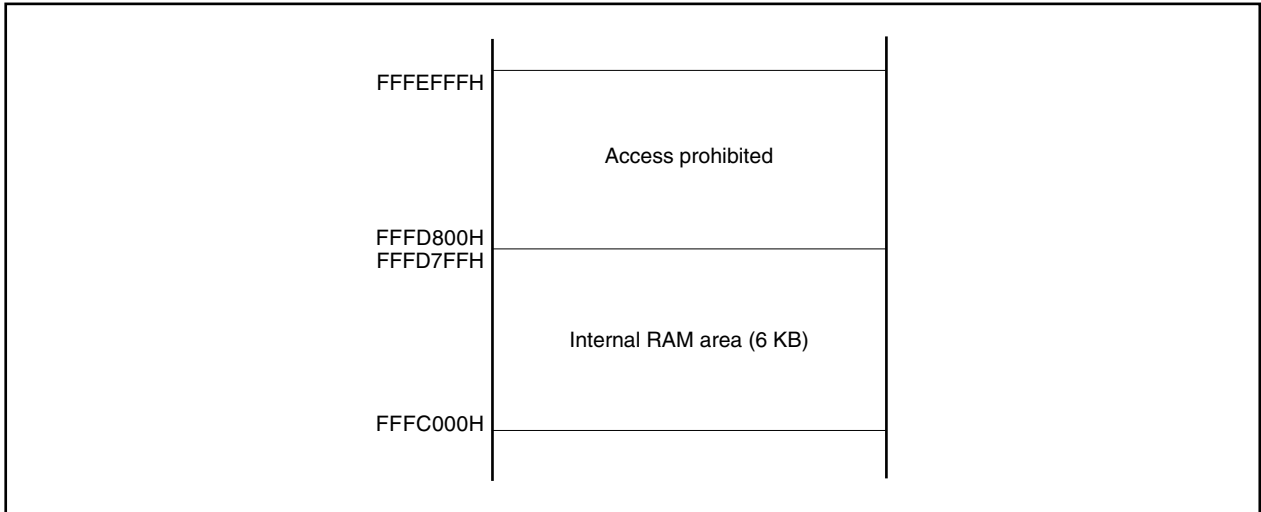 FFFEFFFH
Access prohibited
FFFD800H
FFFD7FFH
Internal RAM area (6 KB)
FFFC000H